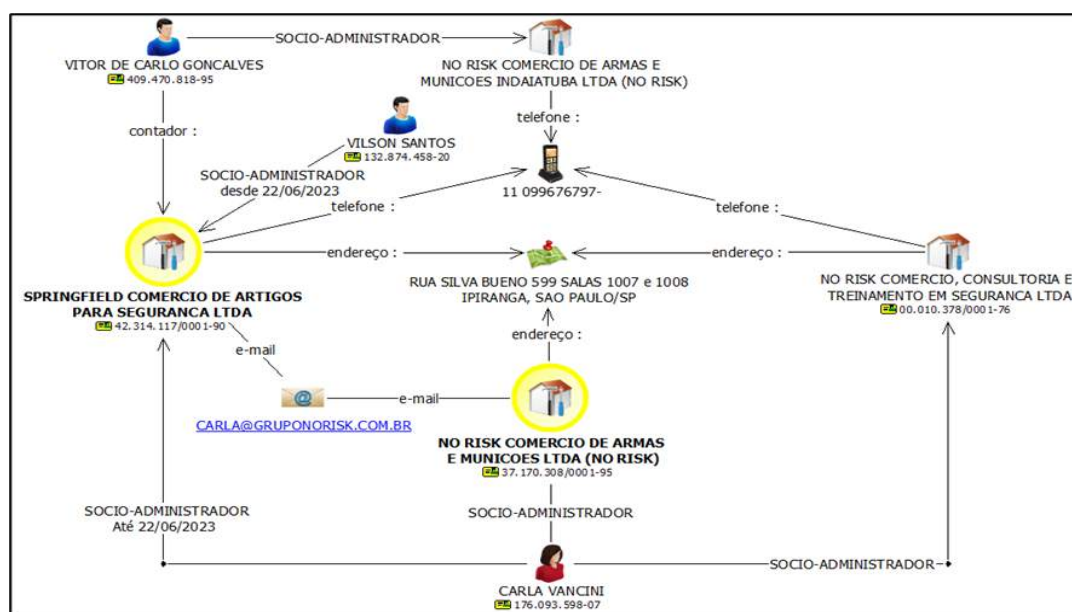 SOCIO-ADMINISTRADOR
VITOR DE CARLO GONCALVES
409.470.818-95
NO RISK COMERCIO DE ARMAS E
MUNICOES INDAIATUBA LTDA (NO RISK)
contador :
telefone :
VILSON SANTOS
132.874.458-20
SOCIO-ADMINISTRADOR
desde 22/06/2023
11 099676797-
telefone :
telefone :
endereço :
endereço :
RUA SILVA BUENO 599 SALAS 1007 e 1008
IPIRANGA, SAO PAULO/SP
NO RISK COMERCIO, CONSULTORIA E
TREINAMENTO EM SEGURANCA LTDA
00.010.378/0001-76
SPRINGFIELD COMERCIO DE ARTIGOS
PARA SEGURANCA LTDA
42.314.117/0001-90
endereço :
e-mail
e-mail
CARLA@GRUPONORISK.COM.BR
NO RISK COMERCIO DE ARMAS
E MUNICOES LTDA (NO RISK)
37.170.308/0001-95
SOCIO-ADMINISTRADOR
Até 22/06/2023
SOCIO-ADMINISTRADOR
SOCIO-ADMINISTRADOR
CARLA VANCINI
176.093.598-07